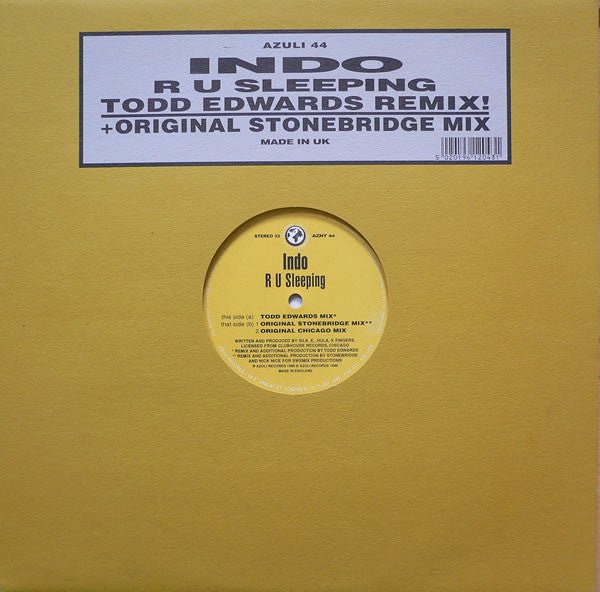 AZULI 44
INDO
R U SLEEPING
TODD EDWARDS REMIX!
+ORIGINAL STONEBRIDGE MIX
MADE IN UK
5 020196 120431
STEREO 33
AZNY 44
Indo
R U Sleeping
this side (a) TODD EDWARDS MIX*
that side (b) 1 ORIGINAL STONEBRIDGE MIX**
2 ORIGINAL CHICAGO MIX
WRITTEN AND PRODUCED BY SILK. E., HULA, K FINGERS.
LICENSED FROM CLUBHOUSE RECORDS, CHICAGO
* REMIX AND ADDITIONAL PRODUCTION BY TODD EDWARDS
** REMIX AND ADDITIONAL PRODUCTION BY STONEBRIDGE
AND NICK NICE FOR SWEMIX PRODUCTIONS
MADE IN ENGLAND